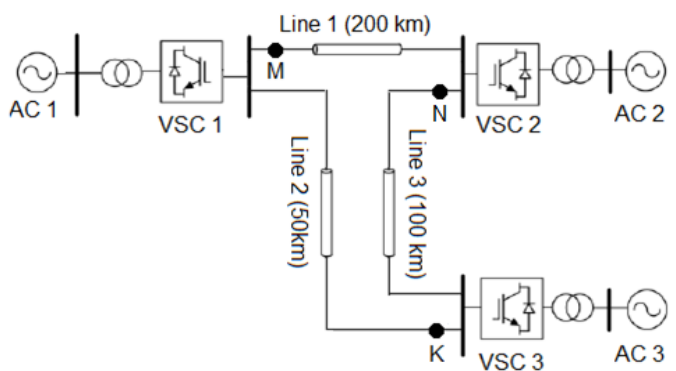 Line 1 (200 km)
M
AC 1
VSC 1
N
VSC 2
AC 2
Line 2 (50km)
Line 3 (100 km)
K
VSC 3
AC 3